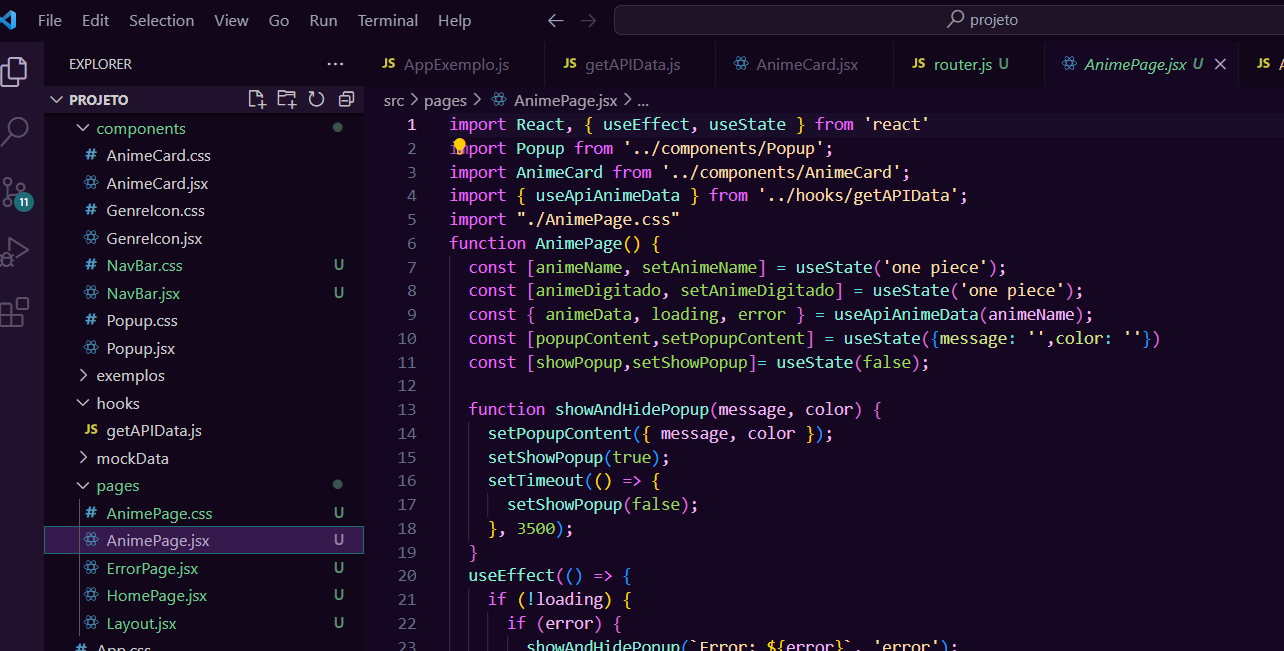 File Edit Selection View Go Run Terminal Help projeto
EXPLORER
PROJETO
components
# AnimeCard.css
AnimeCard.jsx
# GenreIcon.css
GenreIcon.jsx
# NavBar.css U
NavBar.jsx U
# Popup.css
Popup.jsx
exemplos
hooks
JS getAPIData.js
mockData
pages
# AnimePage.css U
AnimePage.jsx U
ErrorPage.jsx U
HomePage.jsx U
Layout.jsx U
# App.css
11
JS AppExemplo.js JS getAPIData.js AnimeCard.jsx JS router.js U AnimePage.jsx U JS
src > pages > AnimePage.jsx > ...
1 import React, { useEffect, useState } from 'react'
2 import Popup from '../components/Popup';
3 import AnimeCard from '../components/AnimeCard';
4 import { useApiAnimeData } from '../hooks/getAPIData';
5 import "./AnimePage.css"
6 function AnimePage() {
7 const [animeName, setAnimeName] = useState('one piece');
8 const [animeDigitado, setAnimeDigitado] = useState('one piece');
9 const { animeData, loading, error } = useApiAnimeData(animeName);
10 const [popupContent,setPopupContent] = useState({message: '',color: ''})
11 const [showPopup,setShowPopup]= useState(false);
12
13 function showAndHidePopup(message, color) {
14 setPopupContent({ message, color });
15 setShowPopup(true);
16 setTimeout(() => {
17 setShowPopup(false);
18 }, 3500);
19 }
20 useEffect(() => {
21 if (!loading) {
22 if (error) {
23 showAndHidePopup(`Error: ${error}`, 'error');